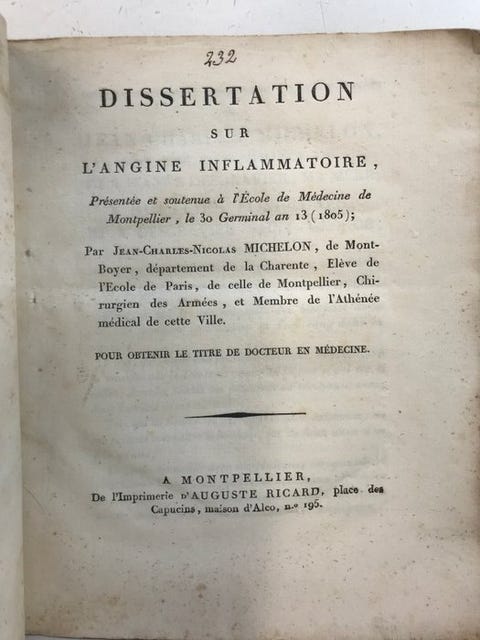 232
DISSERTATION
SUR
L'ANGINE INFLAMMATOIRE,
Présentée et soutenue à l'École de Médecine de
Montpellier, le 30 Germinal an 13 (1805);
Par JEAN-CHARLES-NICOLAS MICHELON, de Mont-
Boyer, département de la Charente, Elève de
l'Ecole de Paris, de celle de Montpellier, Chi-
rurgien des Armées, et Membre de l'Athénée
médical de cette Ville.
POUR OBTENIR LE TITRE DE DOCTEUR EN MÉDECINE.
A MONTPELLIER,
De l'Imprimerie D'AUGUSTE RICARD, place des
Capucins, maison d'Alco, n.º 195.